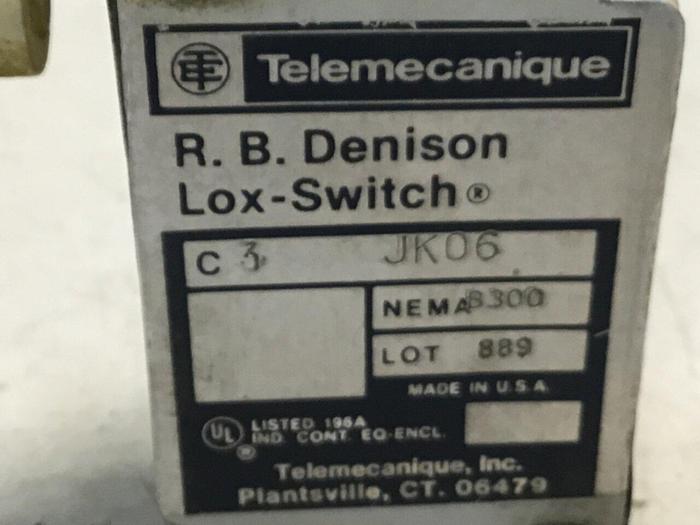 Telemecanique
R. B. Denison
Lox-Switch®
C 3 JK06
NEMA B300
LOT 889
MADE IN U.S.A.
UL LISTED 196A
IND. CONT. EQ-ENCL.
®
Telemecanique, Inc.
Plantsville, CT. 06479